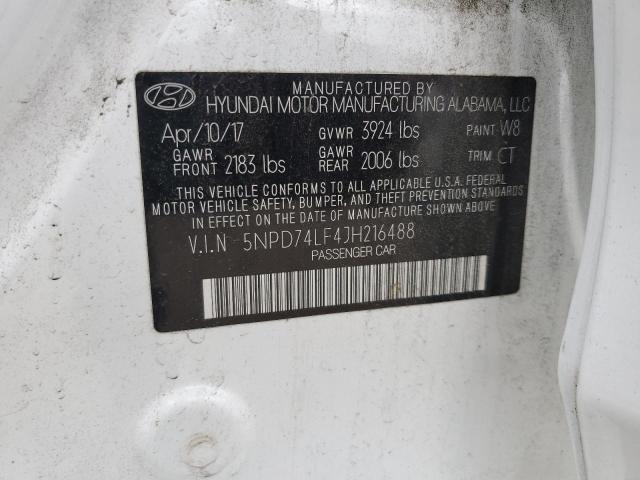 MANUFACTURED BY
HYUNDAI MOTOR MANUFACTURING ALABAMA, LLC
Apr/10/17 GVWR 3924 lbs PAINT W8
GAWR FRONT 2183 lbs GAWR REAR 2006 lbs TRIM CT
THIS VEHICLE CONFORMS TO ALL APPLICABLE U.S.A. FEDERAL
MOTOR VEHICLE SAFETY, BUMPER, AND THEFT PREVENTION STANDARDS
IN EFFECT ON THE DATE OF MANUFACTURE SHOWN ABOVE.
V.I.N 5NPD74LF4JH216488
PASSENGER CAR